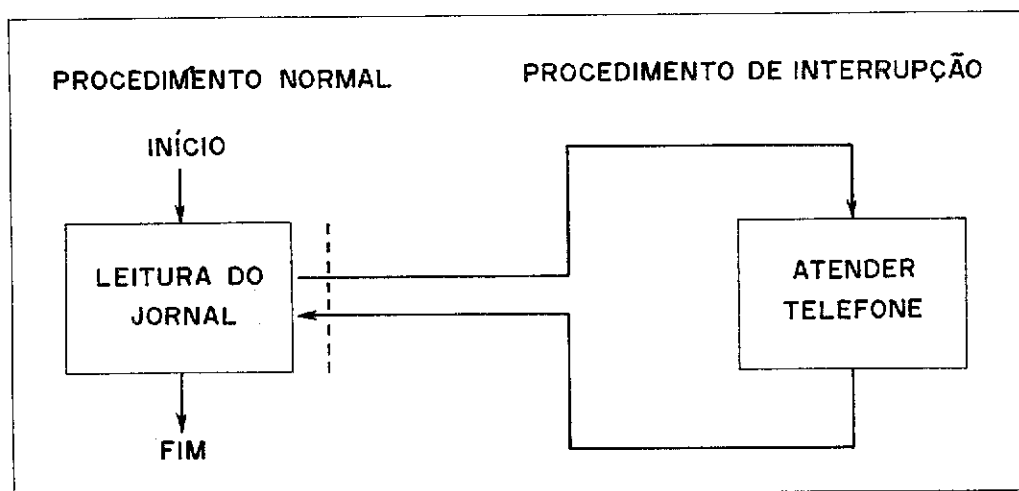 PROCEDIMENTO NORMAL
PROCEDIMENTO DE INTERRUPÇÃO
INÍCIO
LEITURA DO
JORNAL
ATENDER
TELEFONE
FIM